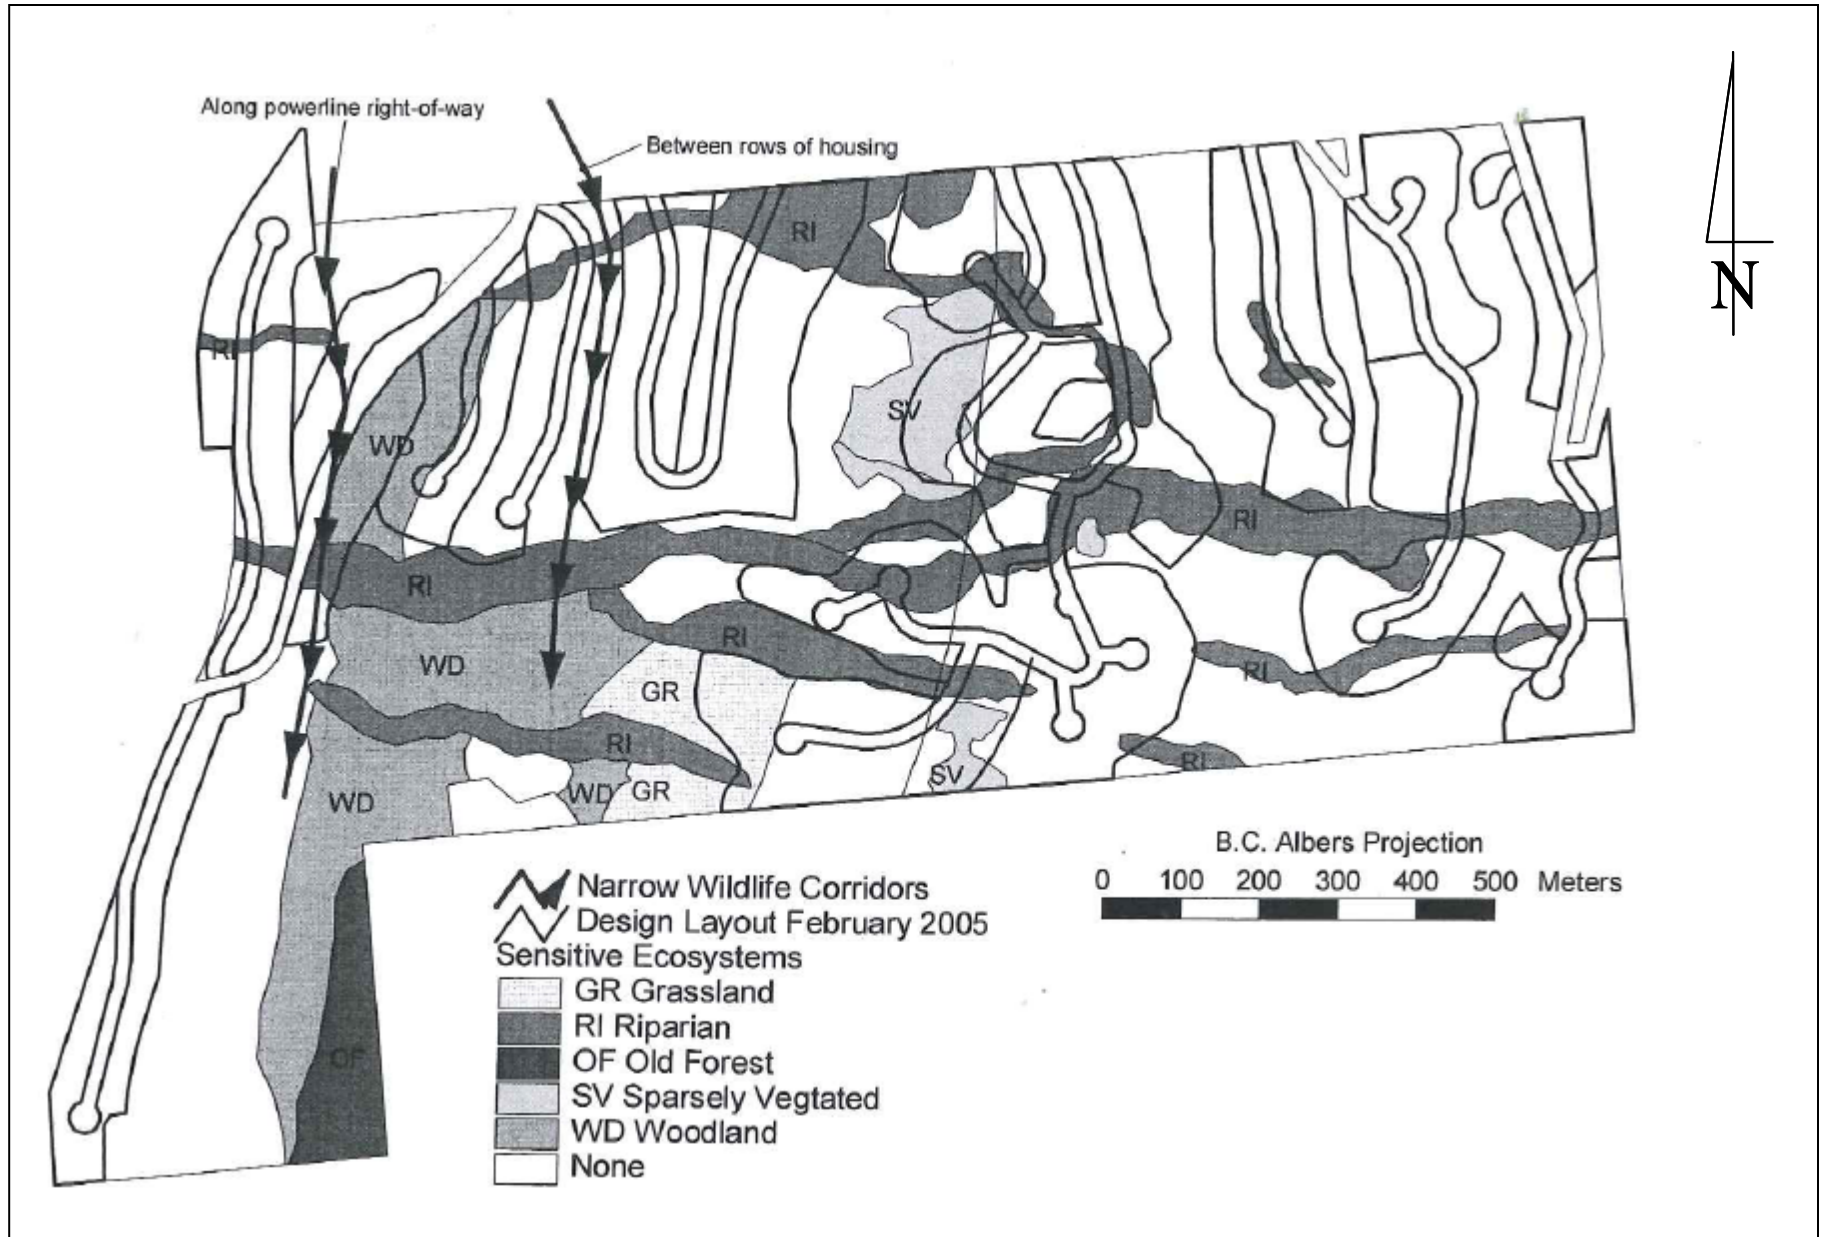 Along powerline right-of-way
Between rows of housing
N
RI
RI
SV
WD
RI
RI
RI
WD
GR
RI
RI
RI
SV
WD
GR
WD
OF
B.C. Albers Projection
0 100 200 300 400 500 Meters
Narrow Wildlife Corridors
Design Layout February 2005
Sensitive Ecosystems
GR Grassland
RI Riparian
OF Old Forest
SV Sparsely Vegtated
WD Woodland
None